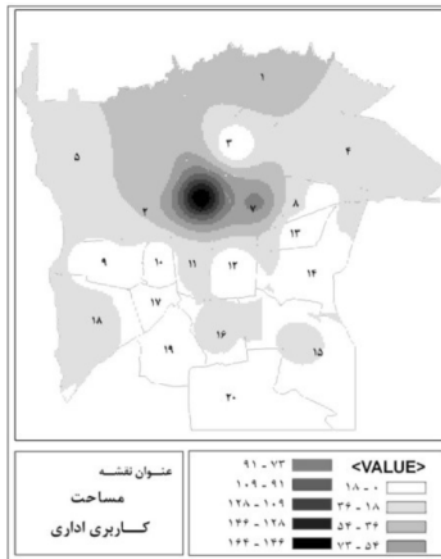 ۱
۳
۴
۵
۷
۸
۲
۱۳
۹
۱۰
۱۱
۱۲
۱۴
۱۷
۱۸
۱۶
۱۹
۱۵
۲۰
عنوان نقشه
مساحت
کاربری اداری
<VALUE>
۱۸ - ۰
۳۶ - ۱۸
۵۴ - ۳۶
۷۳ - ۵۴
۹۱ - ۷۳
۱۰۹ - ۹۱
۱۲۸ - ۱۰۹
۱۴۶ - ۱۲۸
۱۶۴ - ۱۴۶